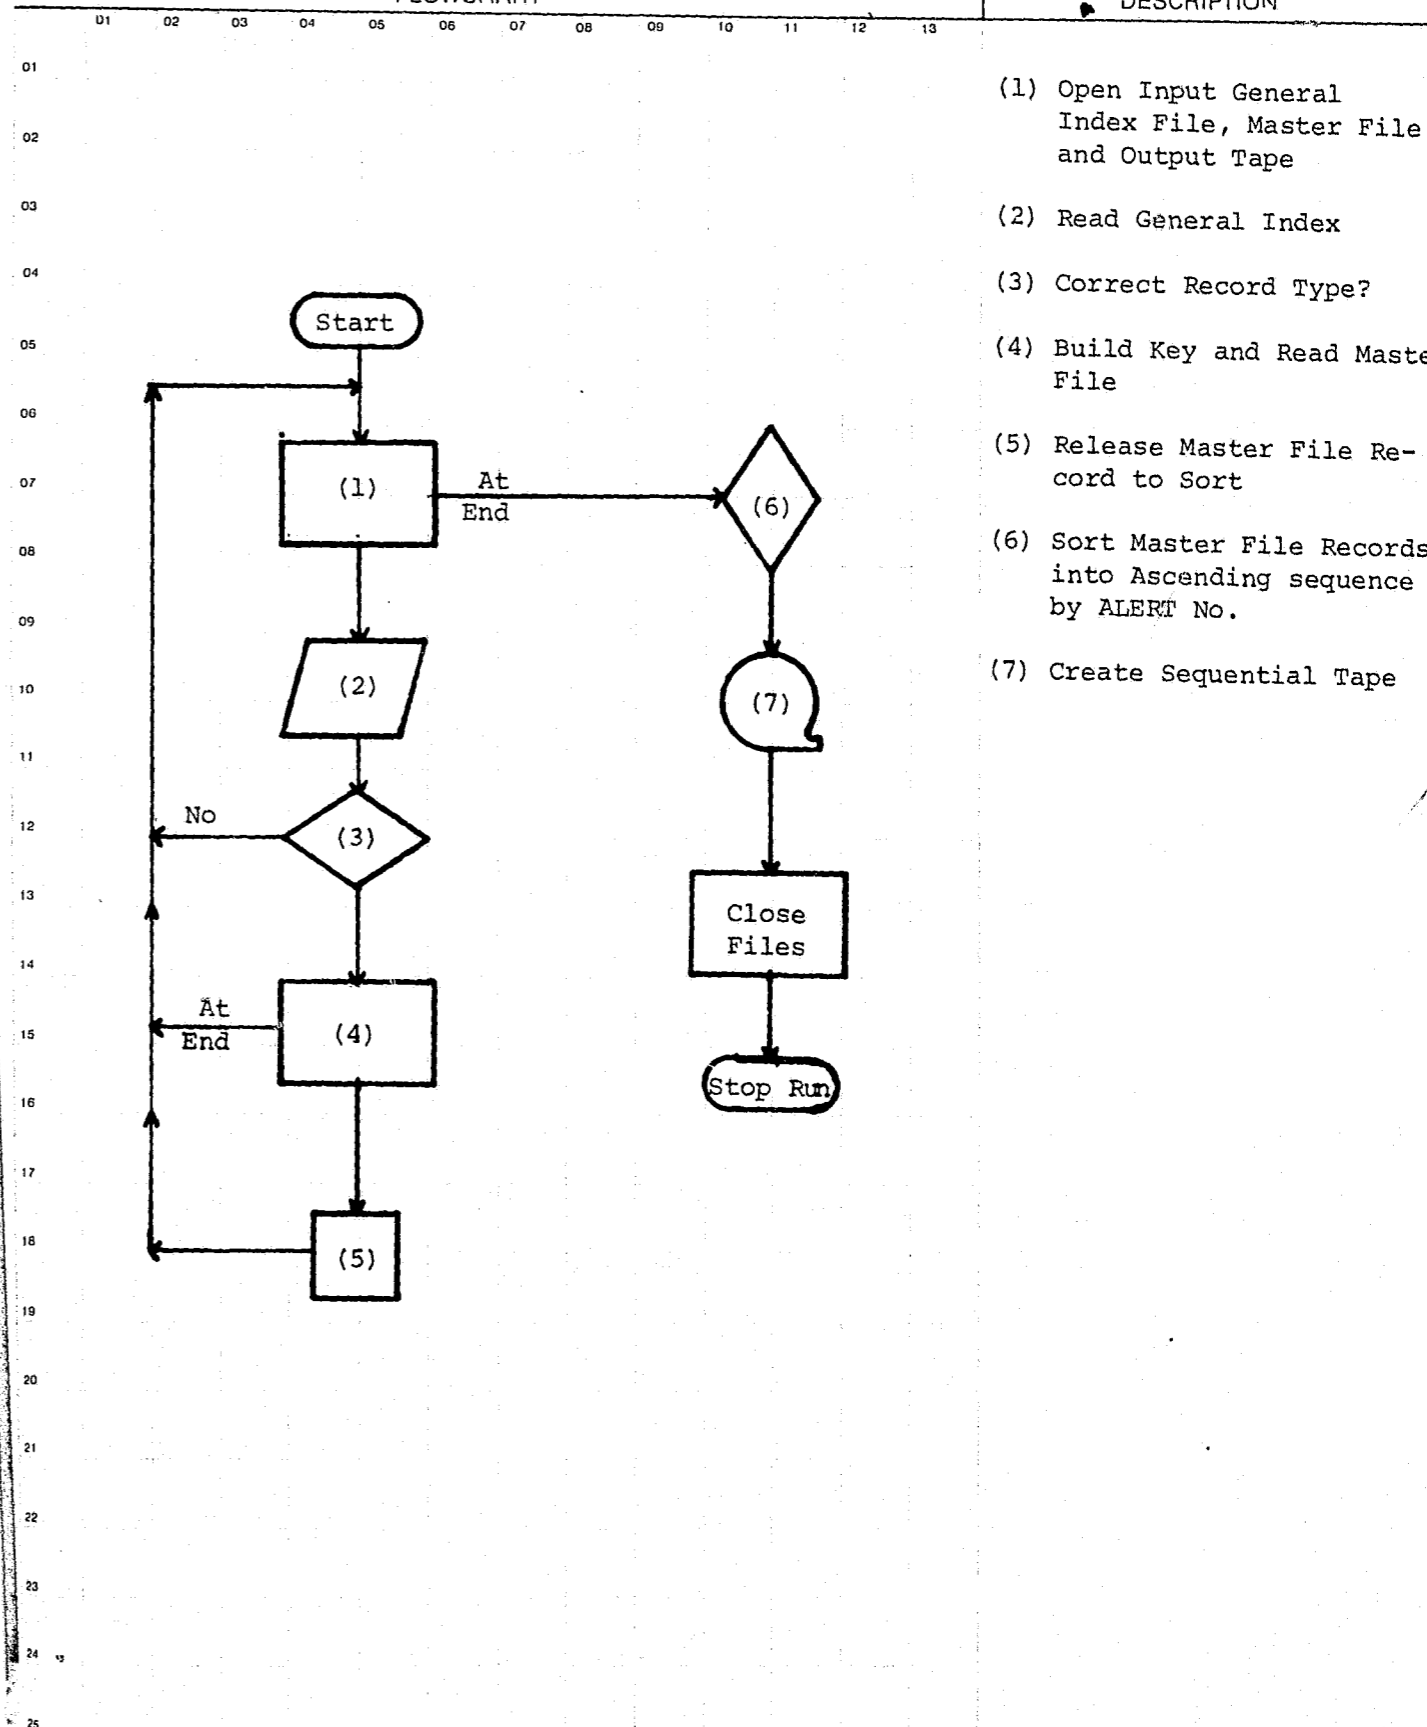 DESCRIPTION
01 02 03 04 05 06 07 08 09 10 11 12 13
01
02
03
04
05
06
07
08
09
10
11
12
13
14
15
16
17
18
19
20
21
22
23
24
25
Start
(1)
At
End
(2)
(3)
No
(4)
At
End
(5)
(6)
(7)
Close
Files
Stop Run
(1) Open Input General
Index File, Master File
and Output Tape
(2) Read General Index
(3) Correct Record Type?
(4) Build Key and Read Maste
File
(5) Release Master File Re-
cord to Sort
(6) Sort Master File Records
into Ascending sequence
by ALERT No.
(7) Create Sequential Tape